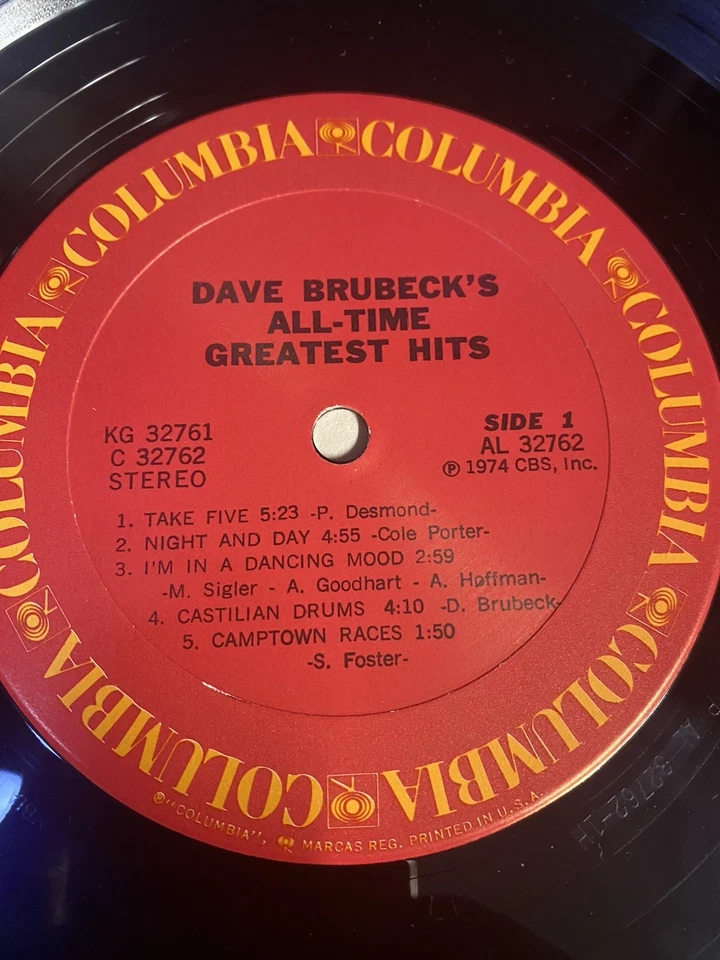 COLUMBIA COLUMBIA COLUMBIA COLUMBIA COLUMBIA COLUMBIA COLUMBIA COLUMBIA
DAVE BRUBECK'S
ALL-TIME
GREATEST HITS
KG 32761
C 32762
STEREO
SIDE 1
AL 32762
Ⓟ 1974 CBS, Inc.
1. TAKE FIVE 5:23 -P. Desmond-
2. NIGHT AND DAY 4:55 -Cole Porter-
3. I'M IN A DANCING MOOD 2:59
-M. Sigler - A. Goodhart - A. Hoffman-
4. CASTILIAN DRUMS 4:10 -D. Brubeck-
5. CAMPTOWN RACES 1:50
-S. Foster-
®"COLUMBIA", MARCAS REG. PRINTED IN U.S.A.